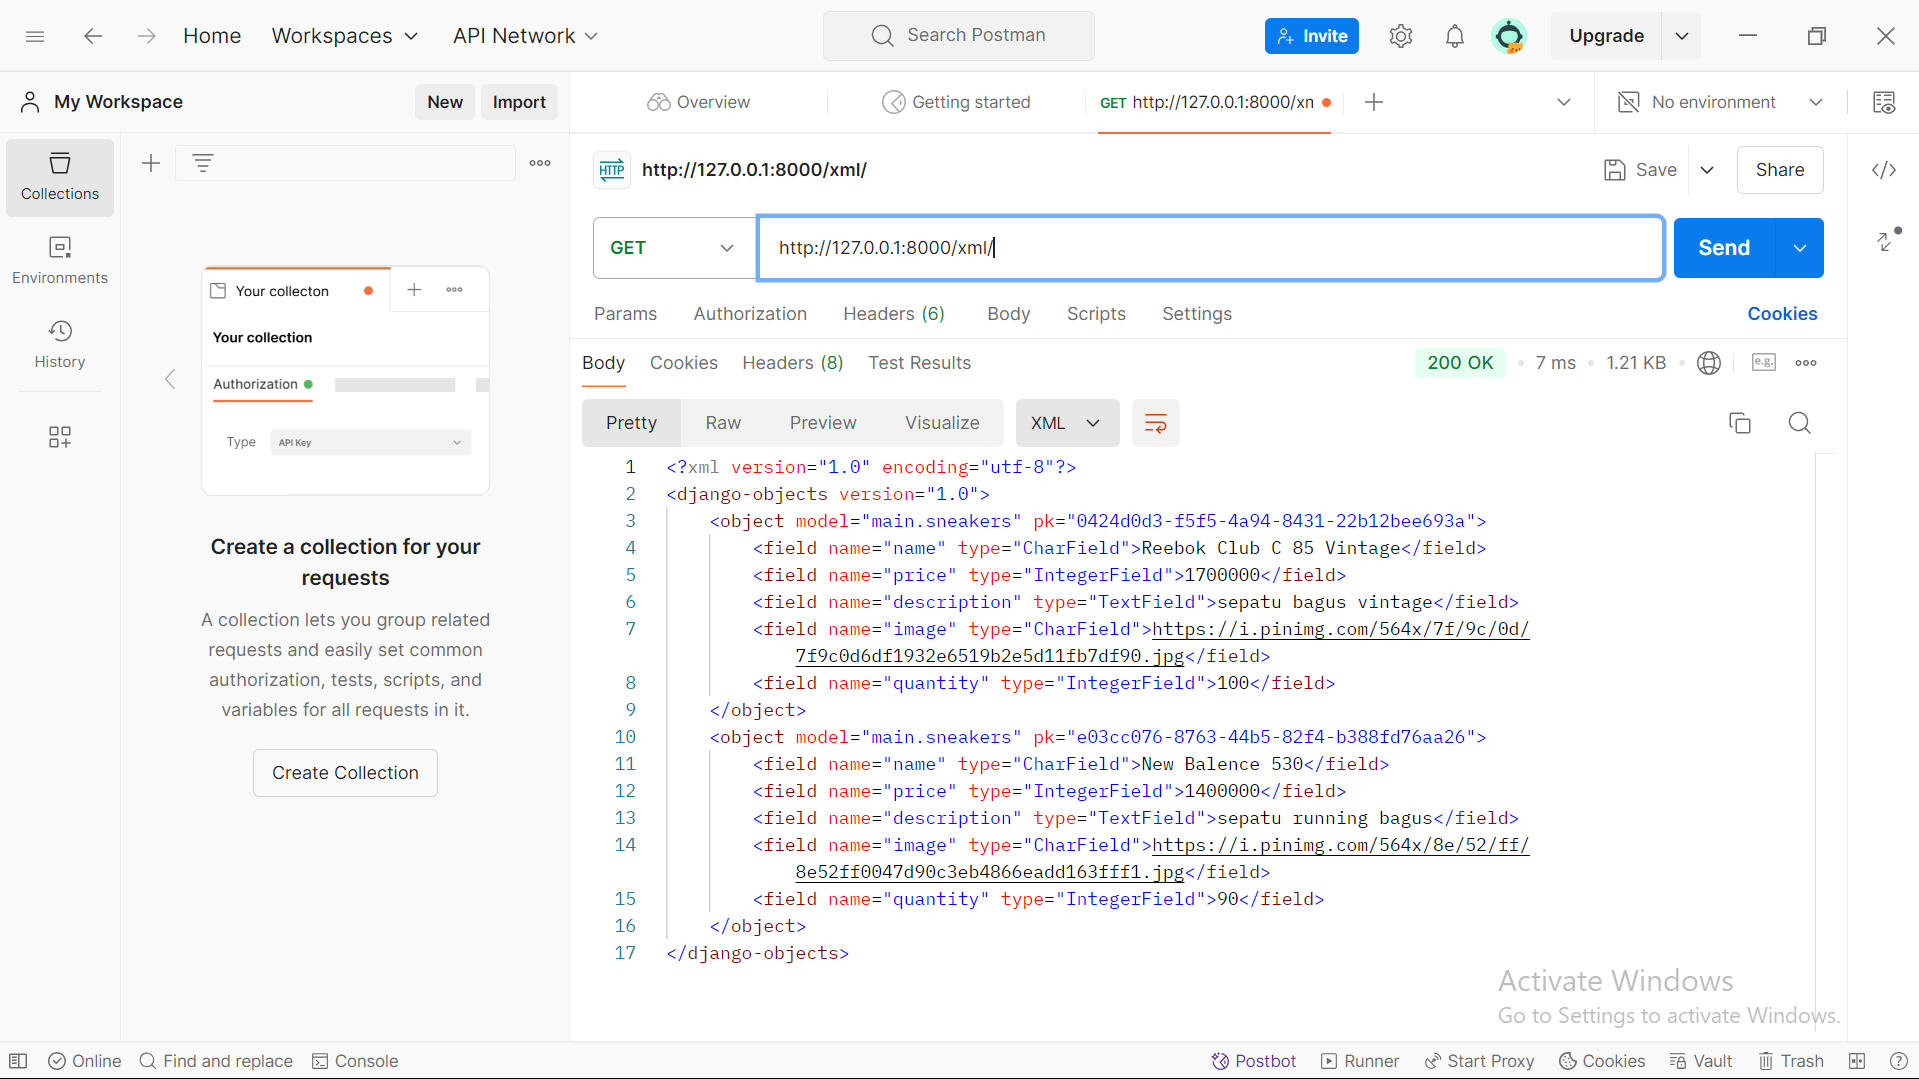 Home
Workspaces
API Network
Search Postman
Invite
Upgrade
My Workspace
New
Import
Overview
Getting started
GET http://127.0.0.1:8000/xn
No environment
Collections
Environments
History
HTTP
http://127.0.0.1:8000/xml/
Save
Share
GET
http://127.0.0.1:8000/xml/
Send
Params
Authorization
Headers (6)
Body
Scripts
Settings
Cookies
Your collecton
Your collection
Authorization
Type
API Key
Create a collection for your
requests
A collection lets you group related
requests and easily set common
authorization, tests, scripts, and
variables for all requests in it.
Create Collection
Body
Cookies
Headers (8)
Test Results
200 OK
7 ms
1.21 KB
e.g.
Pretty
Raw
Preview
Visualize
XML
1 <?xml version="1.0" encoding="utf-8"?>
2 <django-objects version="1.0">
3 <object model="main.sneakers" pk="0424d0d3-f5f5-4a94-8431-22b12bee693a">
4 <field name="name" type="CharField">Reebok Club C 85 Vintage</field>
5 <field name="price" type="IntegerField">1700000</field>
6 <field name="description" type="TextField">sepatu bagus vintage</field>
7 <field name="image" type="CharField">https://i.pinimg.com/564x/7f/9c/0d/
7f9c0d6df1932e6519b2e5d11fb7df90.jpg</field>
8 <field name="quantity" type="IntegerField">100</field>
9 </object>
10 <object model="main.sneakers" pk="e03cc076-8763-44b5-82f4-b388fd76aa26">
11 <field name="name" type="CharField">New Balence 530</field>
12 <field name="price" type="IntegerField">1400000</field>
13 <field name="description" type="TextField">sepatu running bagus</field>
14 <field name="image" type="CharField">https://i.pinimg.com/564x/8e/52/ff/
8e52ff0047d90c3eb4866eadd163fff1.jpg</field>
15 <field name="quantity" type="IntegerField">90</field>
16 </object>
17 </django-objects>
Activate Windows
Go to Settings to activate Windows.
Online
Find and replace
Console
Postbot
Runner
Start Proxy
Cookies
Vault
Trash